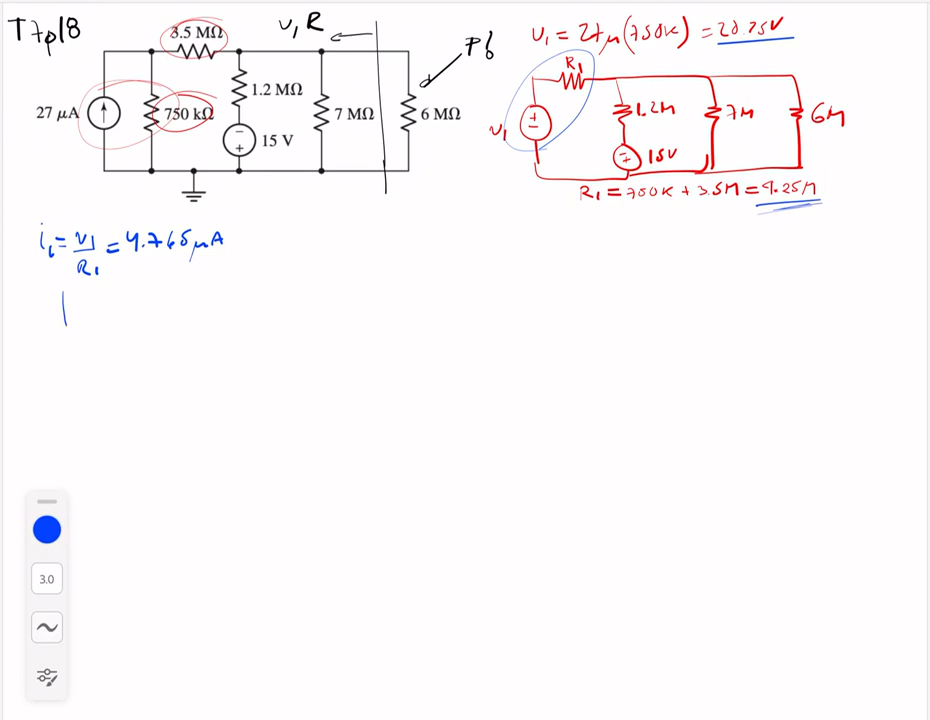 T7p18
3.5 MΩ
v, R
P6
27 μA
750 kΩ
1.2 MΩ
15 V
7 MΩ
6 MΩ
v₁ = 27μ(750K) = 20.25V
R₁
v₁
1.2M
15V
7M
6M
R₁ = 750K + 3.5M = 4.25M
i₁ = v₁/R₁ = 4.765μA
3.0